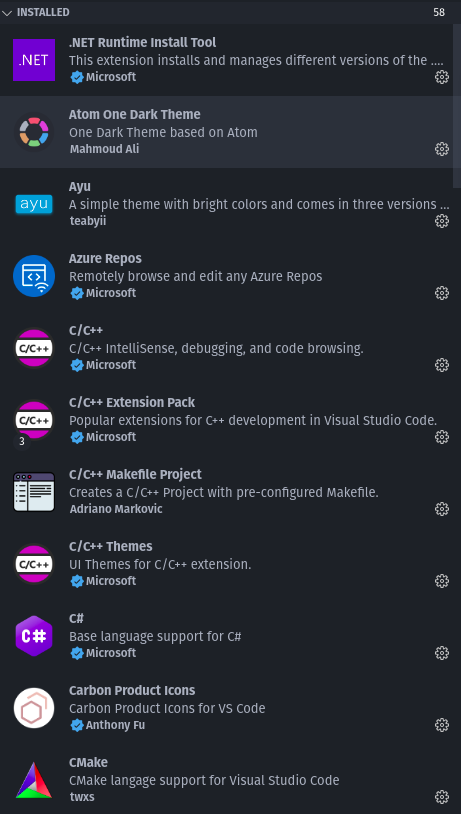 INSTALLED 58
.NET .NET Runtime Install Tool
This extension installs and manages different versions of the ....
Microsoft
Atom One Dark Theme
One Dark Theme based on Atom
Mahmoud Ali
Ayu
ayu A simple theme with bright colors and comes in three versions ...
teabyii
Azure Repos
Remotely browse and edit any Azure Repos
Microsoft
C/C++
C/C++ C/C++ IntelliSense, debugging, and code browsing.
Microsoft
C/C++ Extension Pack
C/C++ Popular extensions for C++ development in Visual Studio Code.
3 Microsoft
C/C++ Makefile Project
Creates a C/C++ Project with pre-configured Makefile.
Adriano Markovic
C/C++ Themes
C/C++ UI Themes for C/C++ extension.
Microsoft
C#
C# Base language support for C#
Microsoft
Carbon Product Icons
Carbon Product Icons for VS Code
Anthony Fu
CMake
CMake langage support for Visual Studio Code
twxs